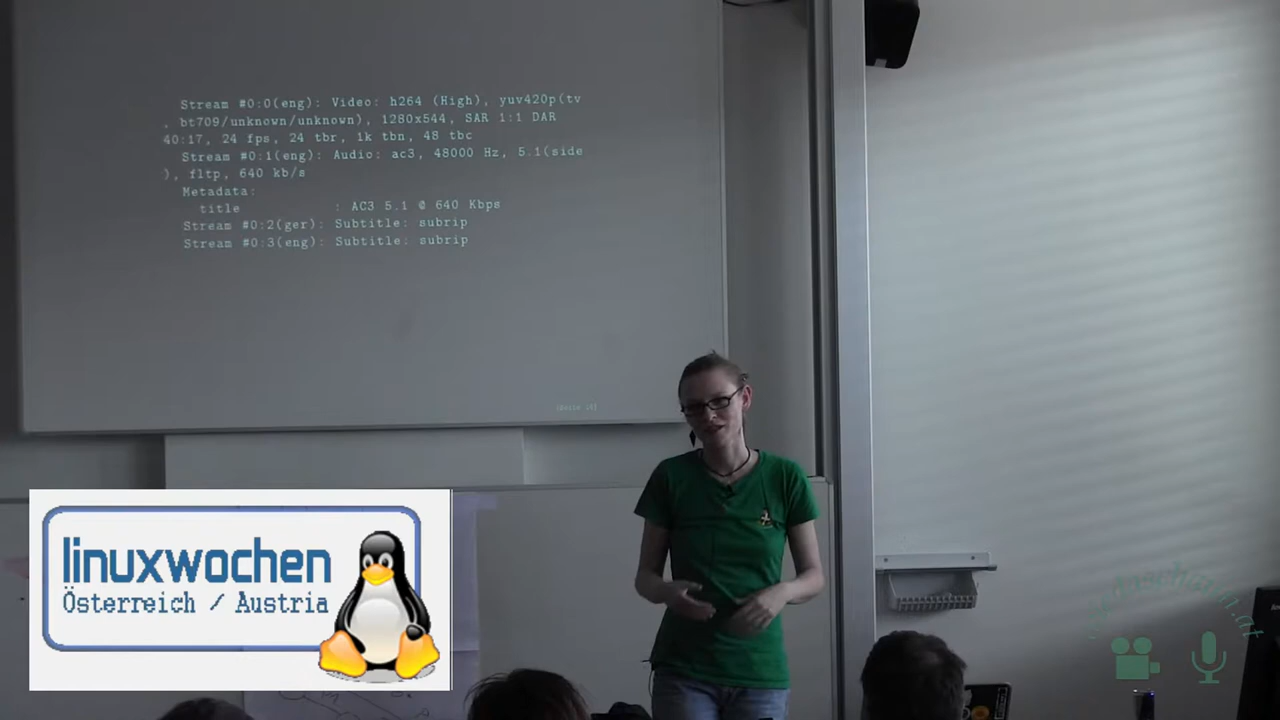 Stream #0:0(eng): Video: h264 (High), yuv420p(tv
, bt709/unknown/unknown), 1280x544, SAR 1:1 DAR
40:17, 24 fps, 24 tbr, 1k tbn, 48 tbc
Stream #0:1(eng): Audio: ac3, 48000 Hz, 5.1(side
), fltp, 640 kb/s
Metadata:
title : AC3 5.1 @ 640 Kbps
Stream #0:2(ger): Subtitle: subrip
Stream #0:3(eng): Subtitle: subrip
linuxwochen
Österreich / Austria